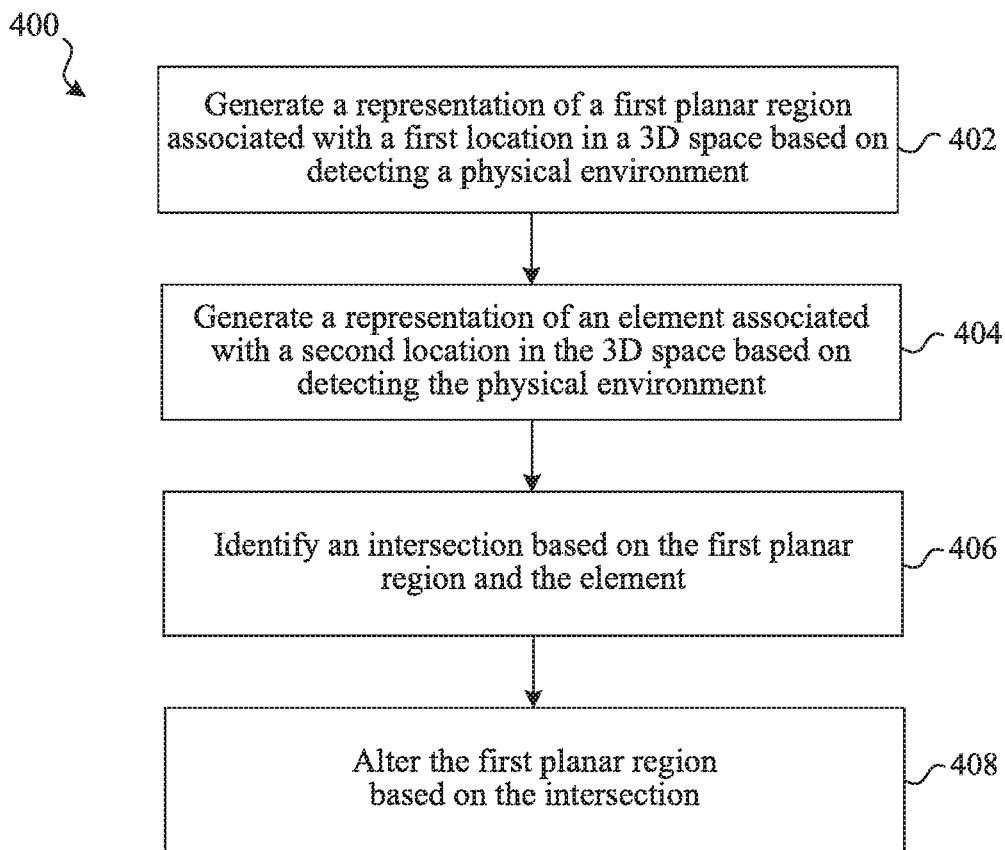 400
Generate a representation of a first planar region
associated with a first location in a 3D space based on
detecting a physical environment
402
Generate a representation of an element associated
with a second location in the 3D space based on
detecting the physical environment
404
Identify an intersection based on the first planar
region and the element
406
Alter the first planar region
based on the intersection
408